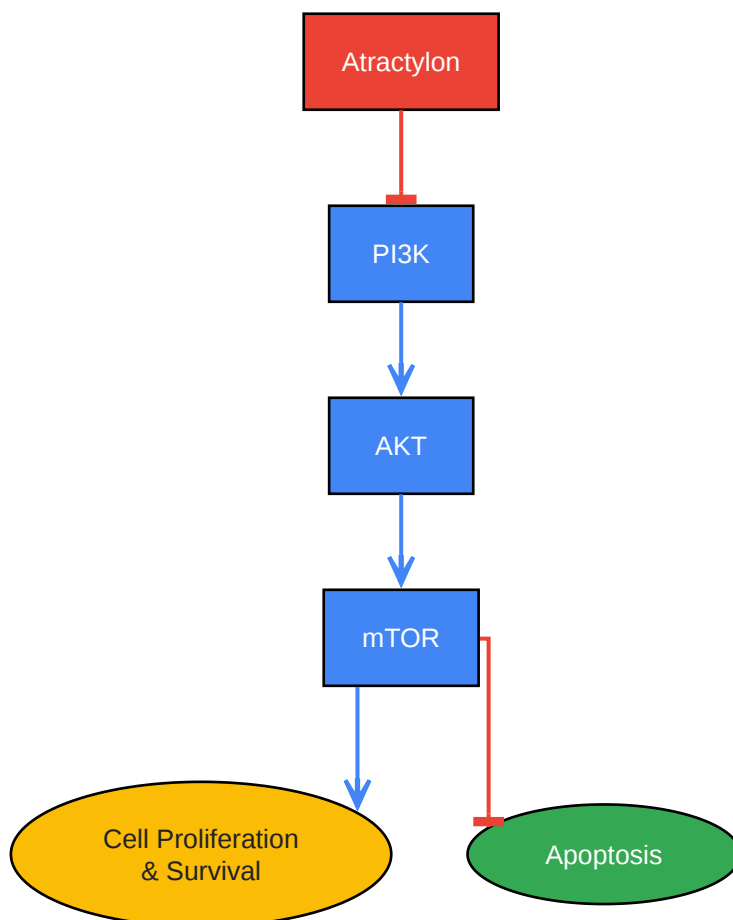 Atractylon
PI3K
AKT
mTOR
Cell Proliferation
& Survival
Apoptosis